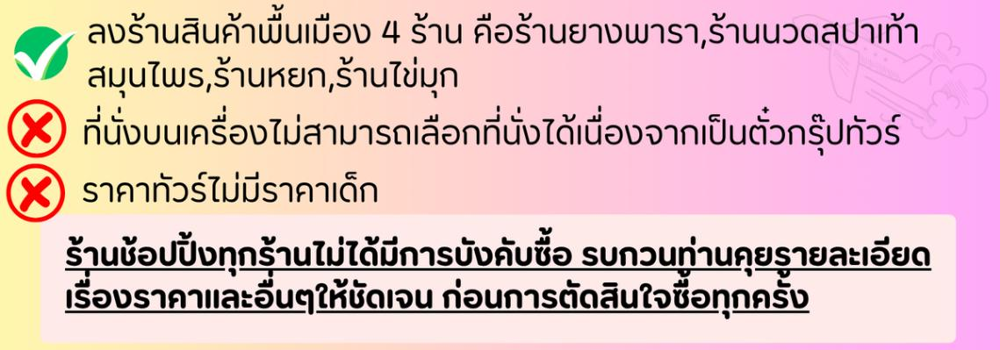 ลงร้านสินค้าพื้นเมือง 4 ร้าน คือร้านยางพารา,ร้านนวดสปาเท้า
สมุนไพร,ร้านหยก,ร้านไข่มุก
ที่นั่งบนเครื่องไม่สามารถเลือกที่นั่งได้เนื่องจากเป็นตั๋วกรุ๊ปทัวร์
ราคาทัวร์ไม่มีราคาเด็ก
ร้านช้อปปิ้งทุกร้านไม่ได้มีการบังคับซื้อ รบกวนท่านคุยรายละเอียด
เรื่องราคาและอื่นๆให้ชัดเจน ก่อนการตัดสินใจซื้อทุกครั้ง